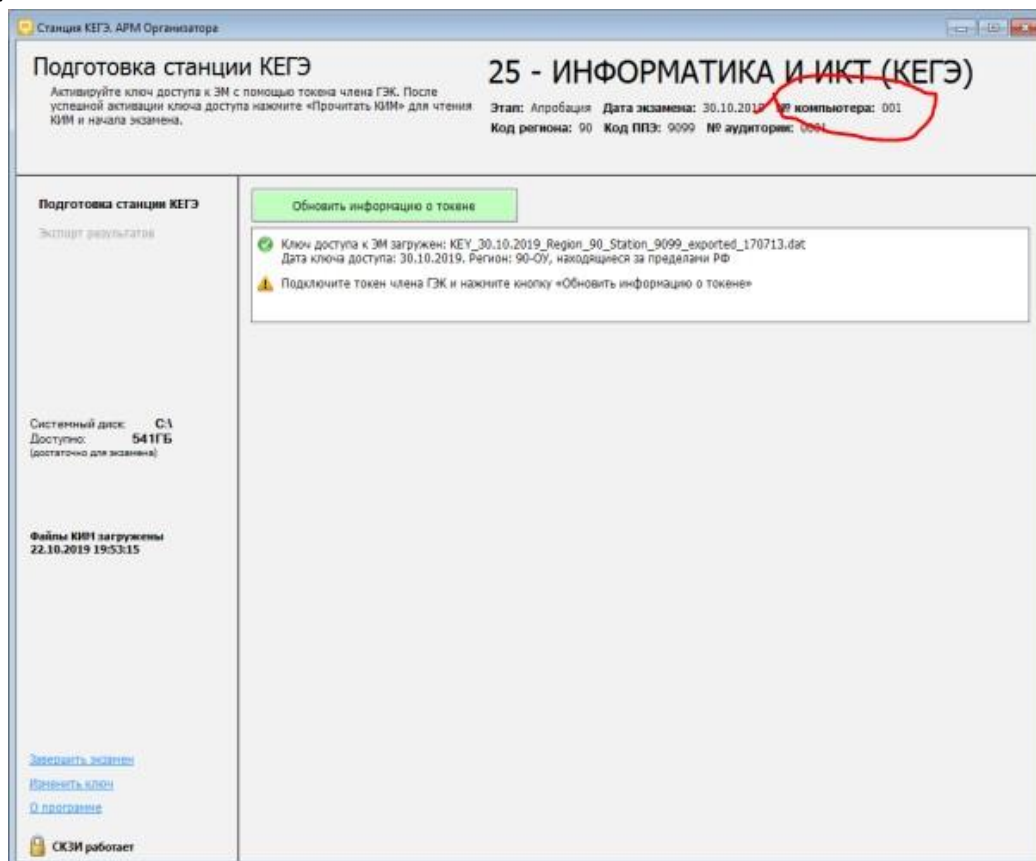 Станция КЕГЭ. АРМ Организатора
Подготовка станции КЕГЭ
Активируйте ключ доступа к ЭМ с помощью токена члена ГЭК. После
успешной активации ключа доступа нажмите «Прочитать КИМ» для чтения
КИМ и начала экзамена.
25 - ИНФОРМАТИКА И ИКТ (КЕГЭ)
Этап: Апробация Дата экзамена: 30.10.2019 № компьютера: 001
Код региона: 90 Код ППЭ: 9099 № аудитории: 0001
Подготовка станции КЕГЭ
Экспорт результатов
Обновить информацию о токене
Ключ доступа к ЭМ загружен: KEY_30.10.2019_Region_90_Station_9099_exported_170713.dat
Дата ключа доступа: 30.10.2019. Регион: 90-ОУ, находящиеся за пределами РФ
Подключите токен члена ГЭК и нажмите кнопку «Обновить информацию о токене»
Системный диск: C:\
Доступно: 541ГБ
(достаточно для экзамена)
Файлы КИМ загружены
22.10.2019 19:53:15
Завершить экзамен
Изменить ключ
О программе
СКЗИ работает